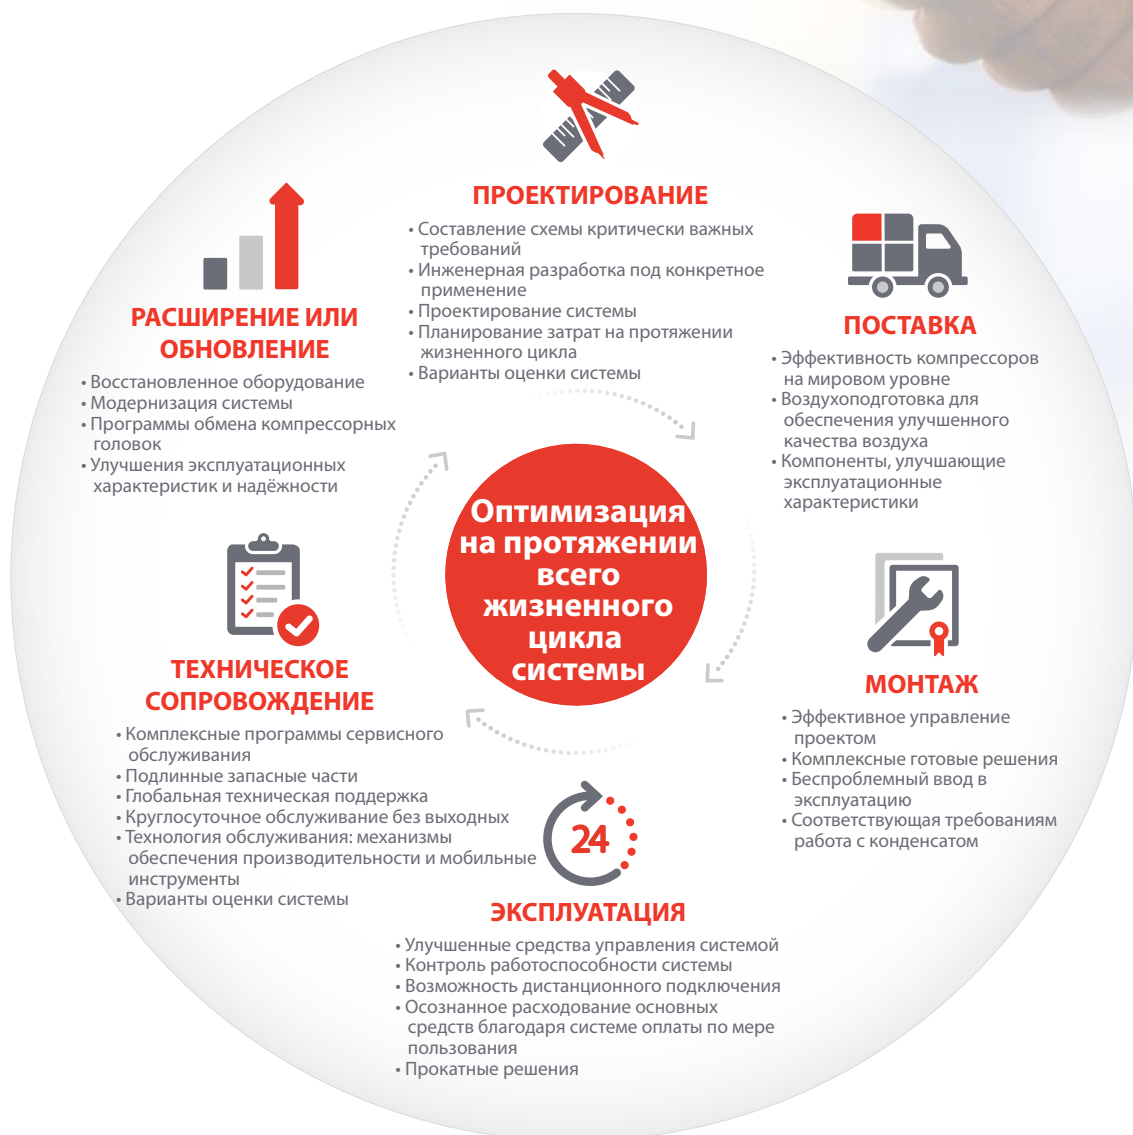 ПРОЕКТИРОВАНИЕ
• Составление схемы критически важных
требований
• Инженерная разработка под конкретное
применение
• Проектирование системы
• Планирование затрат на протяжении
жизненного цикла
• Варианты оценки системы
ПОСТАВКА
• Эффективность компрессоров
на мировом уровне
• Воздухоподготовка для
обеспечения улучшенного
качества воздуха
• Компоненты, улучшающие
эксплуатационные
характеристики
МОНТАЖ
• Эффективное управление
проектом
• Комплексные готовые решения
• Беспроблемный ввод в
эксплуатацию
• Соответствующая требованиям
работа с конденсатом
24
ЭКСПЛУАТАЦИЯ
• Улучшенные средства управления системой
• Контроль работоспособности системы
• Возможность дистанционного подключения
• Осознанное расходование основных
средств благодаря системе оплаты по мере
пользования
• Прокатные решения
ТЕХНИЧЕСКОЕ
СОПРОВОЖДЕНИЕ
• Комплексные программы сервисного
обслуживания
• Подлинные запасные части
• Глобальная техническая поддержка
• Круглосуточное обслуживание без выходных
• Технология обслуживания: механизмы
обеспечения производительности и мобильные
инструменты
• Варианты оценки системы
РАСШИРЕНИЕ ИЛИ
ОБНОВЛЕНИЕ
• Восстановленное оборудование
• Модернизация системы
• Программы обмена компрессорных
головок
• Улучшения эксплуатационных
характеристик и надёжности
Оптимизация
на протяжении
всего
жизненного
цикла
системы